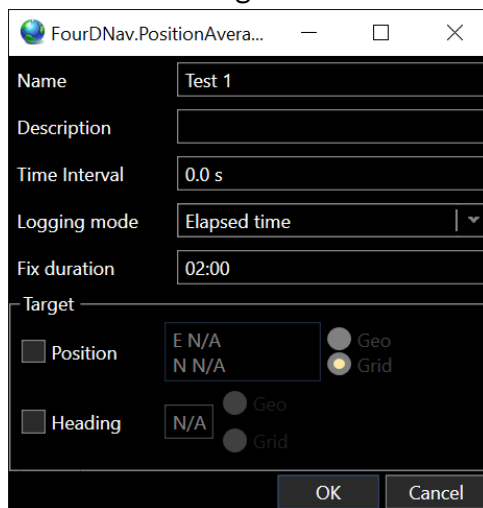 FourDNav.PositionAvera...
Name Test 1
Description
Time Interval 0.0 s
Logging mode Elapsed time
Fix duration 02:00
Target
Position E N/A Geo
N N/A Grid
Heading N/A Geo
Grid
OK Cancel